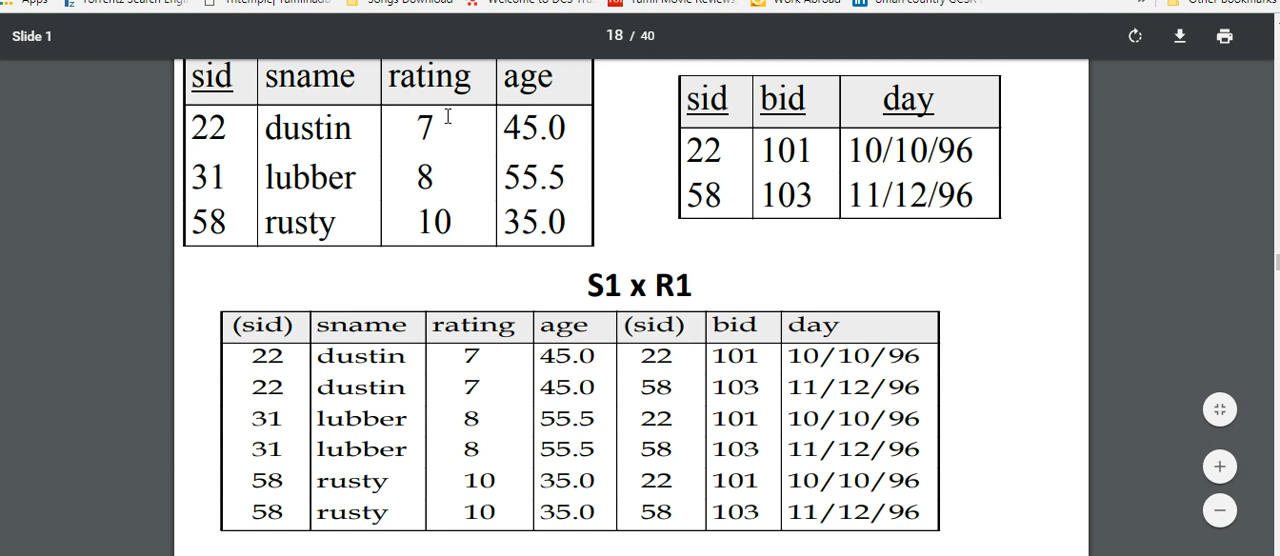 Apps Torrentz Search Engi Songs Download Welcome to DCS Tru Tamil Movie Reviews, Work Abroad Oman country GCSR Other bookmarks
Slide 1
18 / 40
sid sname rating age
22 dustin 7 45.0
31 lubber 8 55.5
58 rusty 10 35.0
sid bid day
22 101 10/10/96
58 103 11/12/96
S1 x R1
(sid) sname rating age (sid) bid day
22 dustin 7 45.0 22 101 10/10/96
22 dustin 7 45.0 58 103 11/12/96
31 lubber 8 55.5 22 101 10/10/96
31 lubber 8 55.5 58 103 11/12/96
58 rusty 10 35.0 22 101 10/10/96
58 rusty 10 35.0 58 103 11/12/96